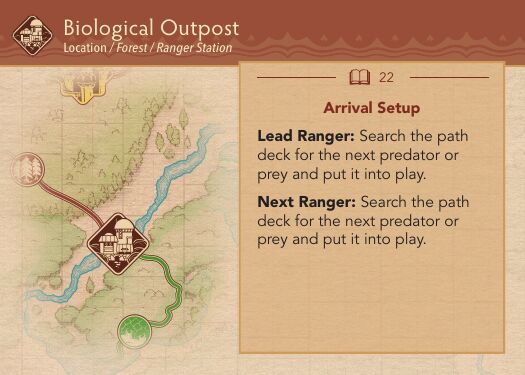 Biological Outpost
Location / Forest / Ranger Station
22
Arrival Setup
Lead Ranger: Search the path
deck for the next predator or
prey and put it into play.
Next Ranger: Search the path
deck for the next predator or
prey and put it into play.